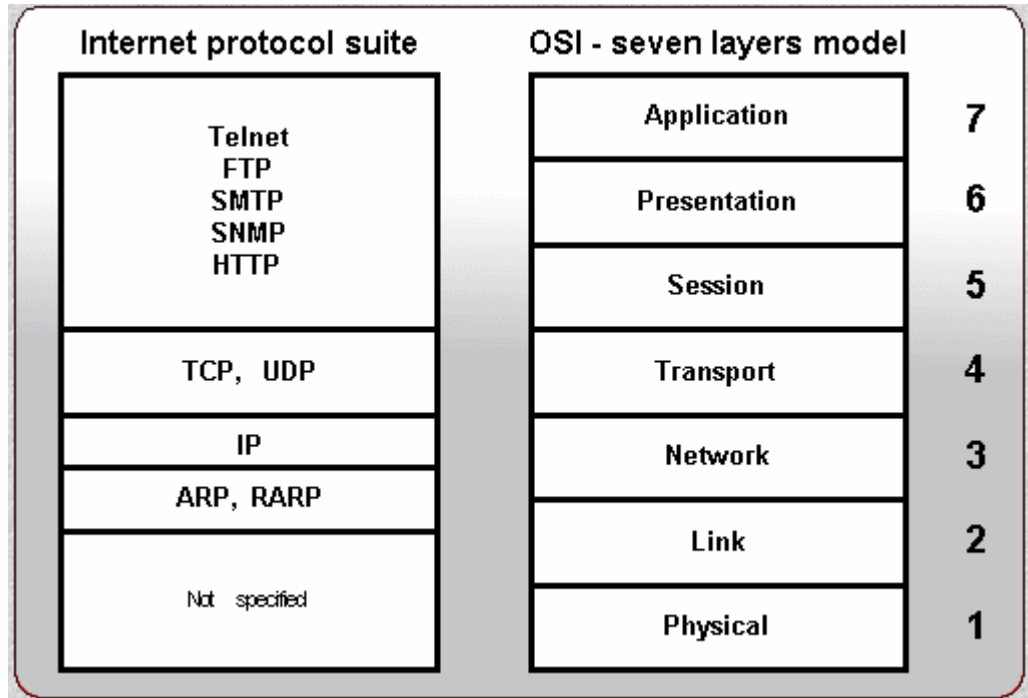 Internet protocol suite
Telnet
FTP
SMTP
SNMP
HTTP
TCP, UDP
IP
ARP, RARP
Not specified
OSI - seven layers model
Application 7
Presentation 6
Session 5
Transport 4
Network 3
Link 2
Physical 1